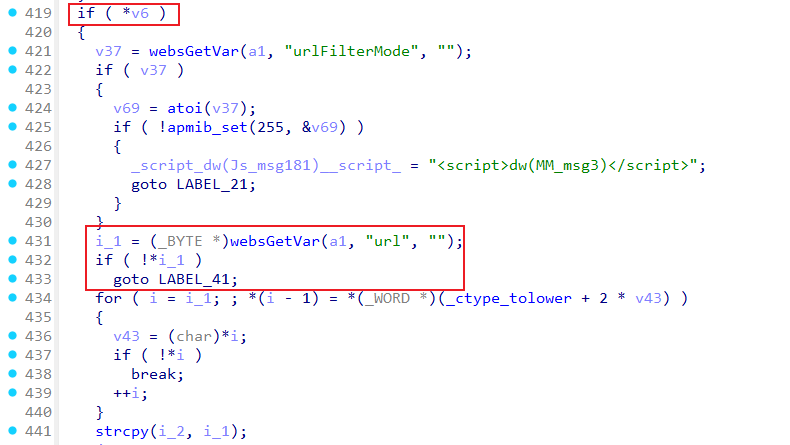 419 if ( *v6 )
420 {
421 v37 = websGetVar(a1, "urlFilterMode", "");
422 if ( v37 )
423 {
424 v69 = atoi(v37);
425 if ( !apmib_set(255, &v69) )
426 {
427 _script_dw(Js_msg181)__script_ = "<script>dw(MM_msg3)</script>";
428 goto LABEL_21;
429 }
430 }
431 i_1 = (_BYTE *)websGetVar(a1, "url", "");
432 if ( !*i_1 )
433 goto LABEL_41;
434 for ( i = i_1; ; *(i - 1) = *(_WORD *)(_ctype_tolower + 2 * v43) )
435 {
436 v43 = (char)*i;
437 if ( !*i )
438 break;
439 ++i;
440 }
441 strcpy(i_2, i_1);